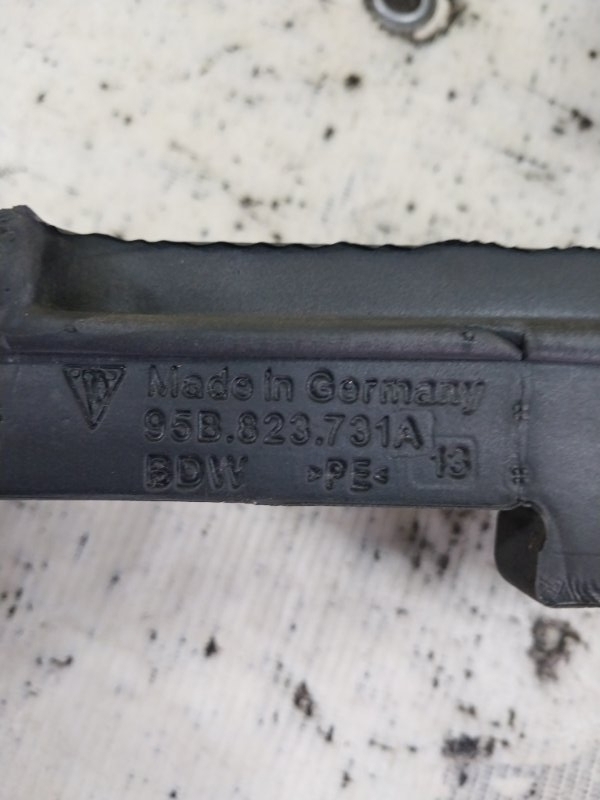 Made in Germany
95B.823.731A
BDW >PE< 13